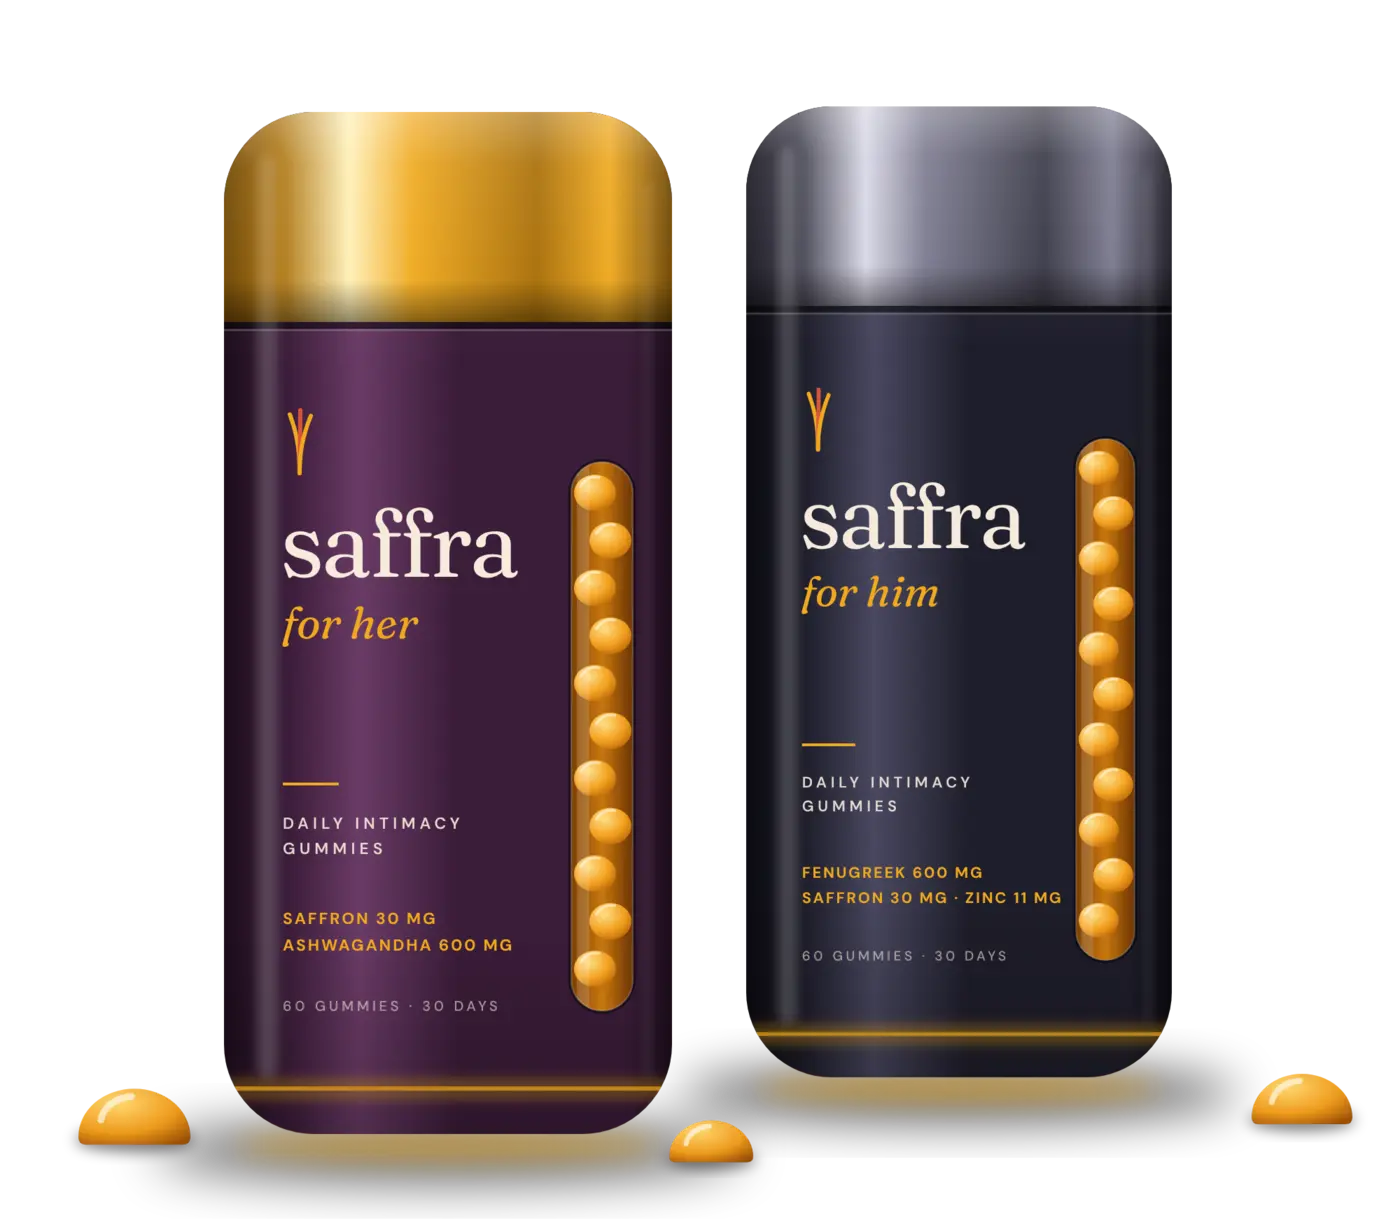 saffra
for her
DAILY INTIMACY
GUMMIES
SAFFRON 30 MG
ASHWAGANDHA 600 MG
60 GUMMIES · 30 DAYS
saffra
for him
DAILY INTIMACY
GUMMIES
FENUGREEK 600 MG
SAFFRON 30 MG · ZINC 11 MG
60 GUMMIES · 30 DAYS